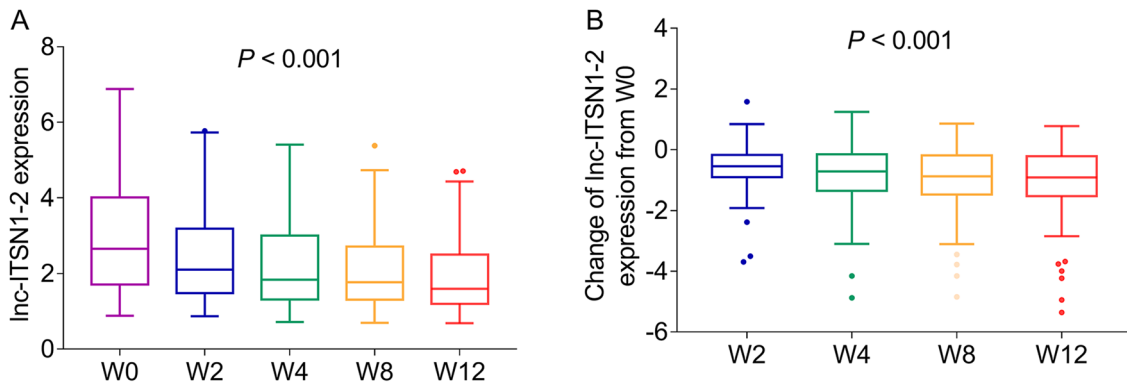 A
lnc-ITSN1-2 expression
P < 0.001
8
6
4
2
0
W0 W2 W4 W8 W12
B
Change of lnc-ITSN1-2
expression from W0
P < 0.001
4
2
0
-2
-4
-6
W2 W4 W8 W12